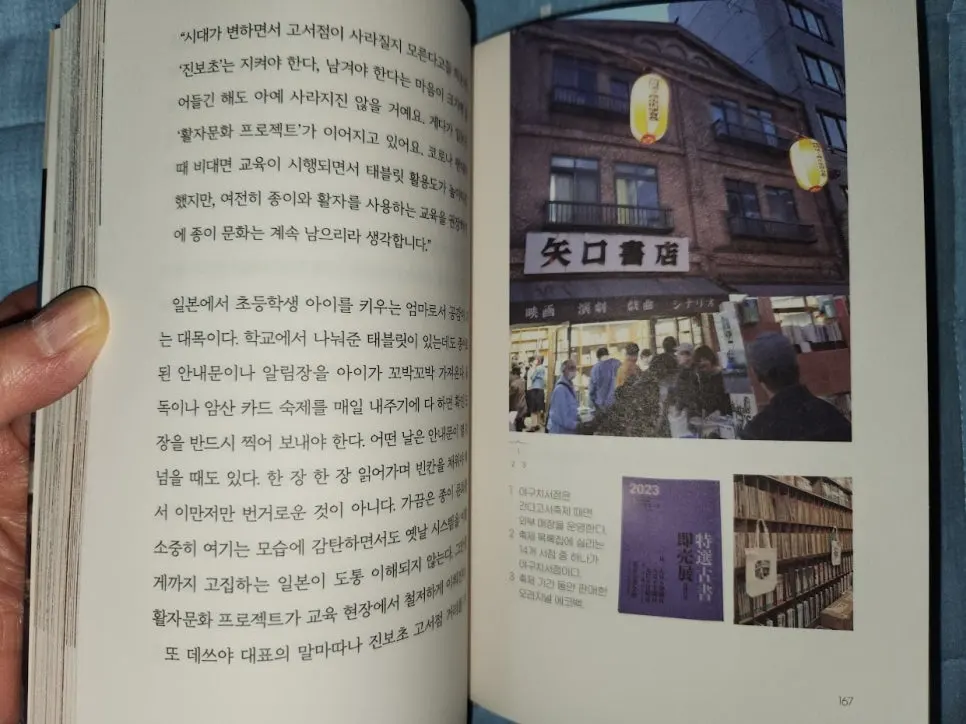 “시대가 변하면서 고서점이 사라질지 모른다고들
‘진보초’는 지켜야 한다, 남겨야 한다는 마음이
어들긴 해도 아예 사라지진 않을 거예요. 게다가
‘활자문화 프로젝트’가 이어지고 있어요. 코로나
때 비대면 교육이 시행되면서 태블릿 활용도가
했지만, 여전히 종이와 활자를 사용하는 교육을
에 종이 문화는 계속 남으리라 생각합니다.”
일본에서 초등학생 아이를 키우는 엄마로서
는 대목이다. 학교에서 나눠준 태블릿이 있는데도
된 안내문이나 알림장을 아이가 꼬박꼬박 가져온다.
독이나 암산 카드 숙제를 매일 내주기에 다 하면
장을 반드시 찍어 보내야 한다. 어떤 날은 안내문이
넘을 때도 있다. 한 장 한 장 읽어가며 빈칸을 채워야
서 이만저만 번거로운 것이 아니다. 가끔은 종이
소중히 여기는 모습에 감탄하면서도 옛날 시스템을
게까지 고집하는 일본이 도통 이해되지 않는다.
활자문화 프로젝트가 교육 현장에서 철저하게
또 데쓰야 대표의 말마따나 진보초 고서점
矢口書店
映画 演劇 戯曲 シナリオ
1
2 3
1 야구치서점은
간다고서축제 때면
외부 매장을 운영한다.
2 축제 목록집에 실리는
14개 서점 중 하나가
야구치서점이다.
3 축제 기간 동안 판매한
오리지널 에코백.
2023
特選古書
即売展
167